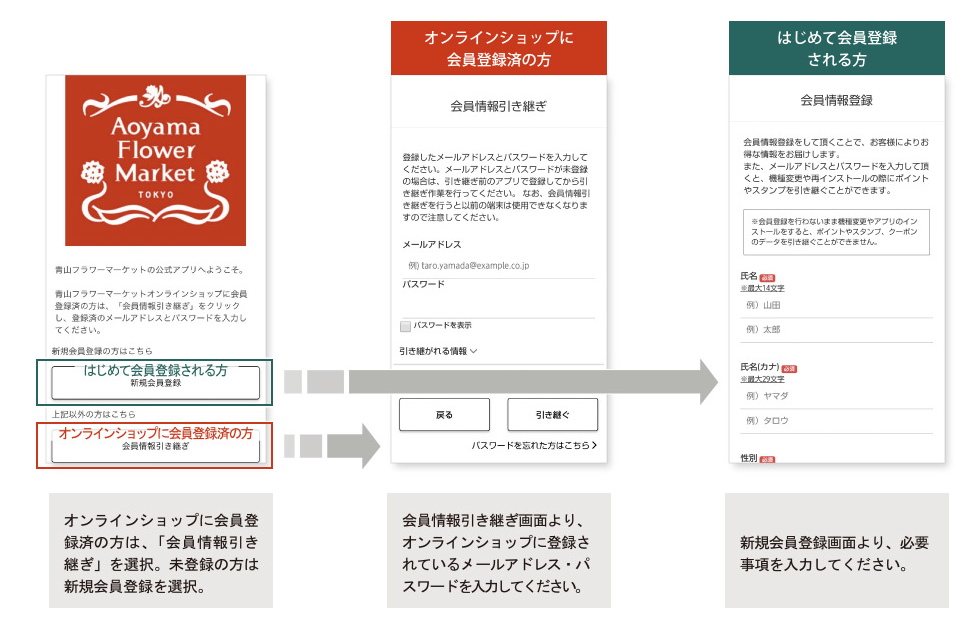 Aoyama
Flower
Market
TOKYO
青山フラワーマーケットの公式アプリへようこそ。
青山フラワーマーケットオンラインショップに会員
登録済の方は、「会員情報引き継ぎ」をクリック
し、登録済のメールアドレスとパスワードを入力し
てください。
新規会員登録の方はこちら
はじめて会員登録される方
新規会員登録
上記以外の方はこちら
オンラインショップに会員登録済の方
会員情報引き継ぎ
オンラインショップに会員登
録済の方は、「会員情報引き
継ぎ」を選択。未登録の方は
新規会員登録を選択。
オンラインショップに
会員登録済の方
会員情報引き継ぎ
登録したメールアドレスとパスワードを入力して
ください。メールアドレスとパスワードが未登録
の場合は、引き継ぎ前のアプリで登録してから引
き継ぎ作業を行ってください。 なお、会員情報引
き継ぎを行うと以前の端末は使用できなくなりま
すので注意してください。
メールアドレス
例) taro.yamada@example.co.jp
パスワード
パスワードを表示
引き継がれる情報
戻る
引き継ぐ
パスワードを忘れた方はこちら
会員情報引き継ぎ画面より、
オンラインショップに登録さ
れているメールアドレス・パ
スワードを入力してください。
はじめて会員登録
される方
会員情報登録
会員情報登録をして頂くことで、お客様によりお
得な情報をお届けします。
また、メールアドレスとパスワードを入力して頂
くと、機種変更や再インストールの際にポイント
やスタンプを引き継ぐことができます。
※会員登録を行わないまま機種変更やアプリのイン
ストールをすると、ポイントやスタンプ、クーポン
のデータを引き継ぐことができません。
氏名 必須
※最大14文字
例）山田
例）太郎
氏名(カナ) 必須
※最大29文字
例）ヤマダ
例）タロウ
性別 必須
新規会員登録画面より、必要
事項を入力してください。